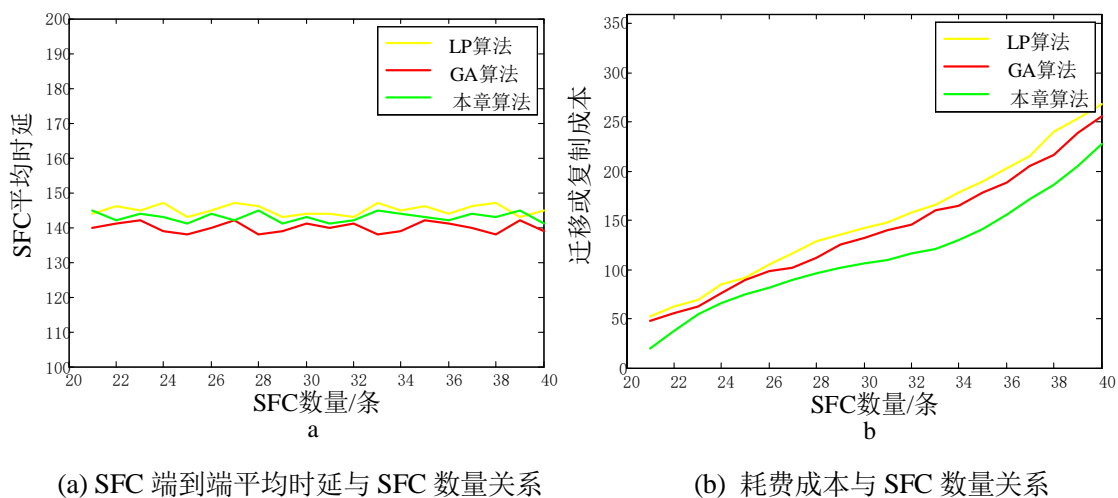 200
190
180
170
160
150
140
130
120
110
100
SFC平均时延
LP算法
GA算法
本章算法
20 22 24 26 28 30 32 34 36 38 40
SFC数量/条
a
350
300
250
200
150
100
50
0
迁移或复制成本
LP算法
GA算法
本章算法
20 22 24 26 28 30 32 34 36 38 40
SFC数量/条
b
(a) SFC 端到端平均时延与 SFC 数量关系
(b) 耗费成本与 SFC 数量关系